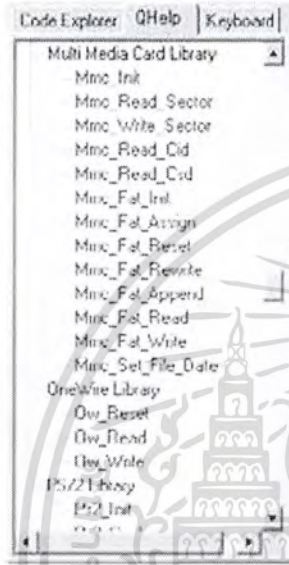 Code Explorer QHelp Keyboard
Multi Media Card Library
Mmc_Init
Mmc_Read_Sector
Mmc_Write_Sector
Mmc_Read_Cid
Mmc_Read_Csd
Mmc_Fat_Init
Mmc_Fat_Assign
Mmc_Fat_Reset
Mmc_Fat_Rewrite
Mmc_Fat_Append
Mmc_Fat_Read
Mmc_Fat_Write
Mmc_Set_File_Date
OneWire Library
Ow_Reset
Ow_Read
Ow_Write
PS/2 Library
Ps2_Init